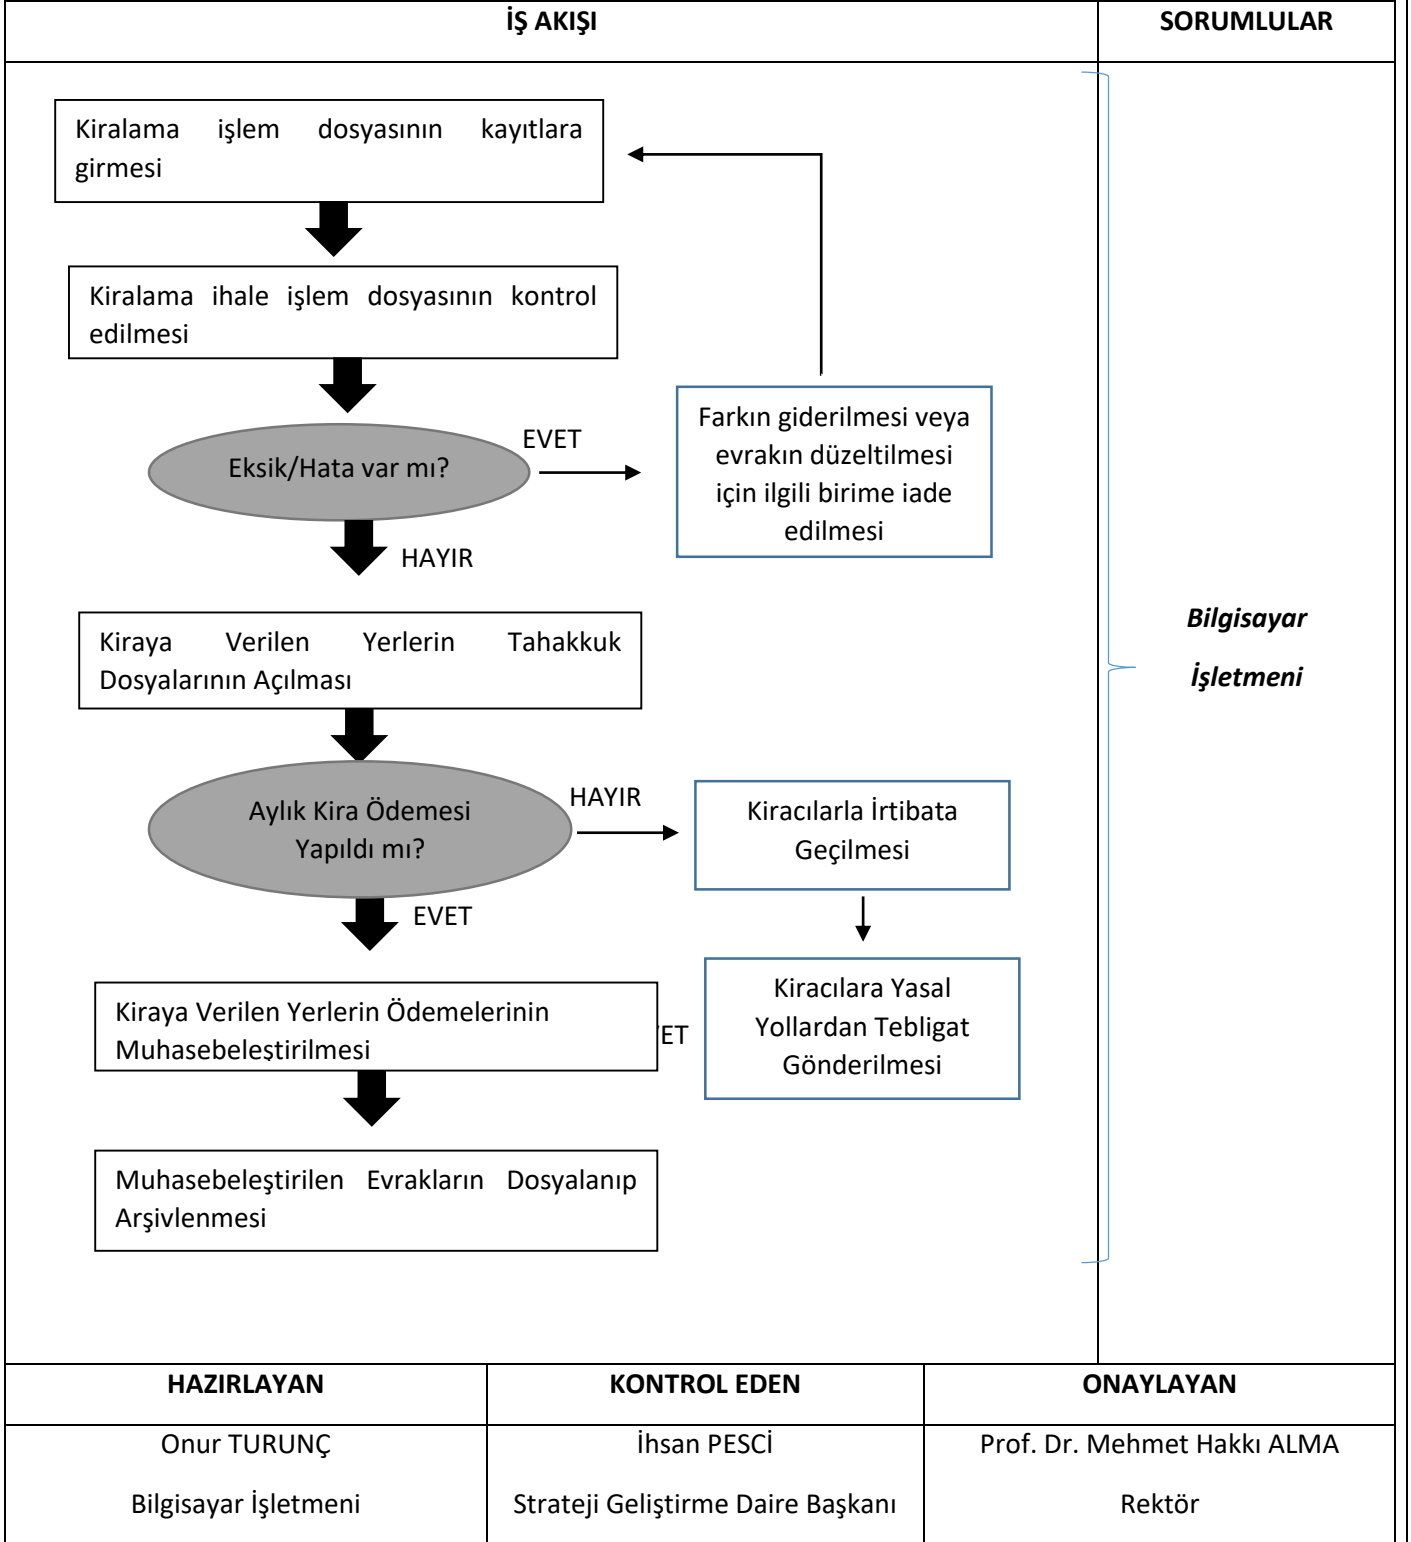 İŞ AKIŞI
SORUMLULAR
Kiralama işlem dosyasının kayıtlara
girmesi
Kiralama ihale işlem dosyasının kontrol
edilmesi
Eksik/Hata var mı?
EVET
Farkın giderilmesi veya
evrakın düzeltilmesi
için ilgili birime iade
edilmesi
HAYIR
Kiraya Verilen Yerlerin Tahakkuk
Dosyalarının Açılması
Aylık Kira Ödemesi
Yapıldı mı?
HAYIR
Kiracılarla İrtibata
Geçilmesi
EVET
Kiracılara Yasal
Yollardan Tebligat
Gönderilmesi
Kiraya Verilen Yerlerin Ödemelerinin
Muhasebeleştirilmesi
Muhasebeleştirilen Evrakların Dosyalanıp
Arşivlenmesi
Bilgisayar
İşletmeni
HAZIRLAYAN
KONTROL EDEN
ONAYLAYAN
Onur TURUNÇ
İhsan PESCİ
Prof. Dr. Mehmet Hakkı ALMA
Bilgisayar İşletmeni
Strateji Geliştirme Daire Başkanı
Rektör